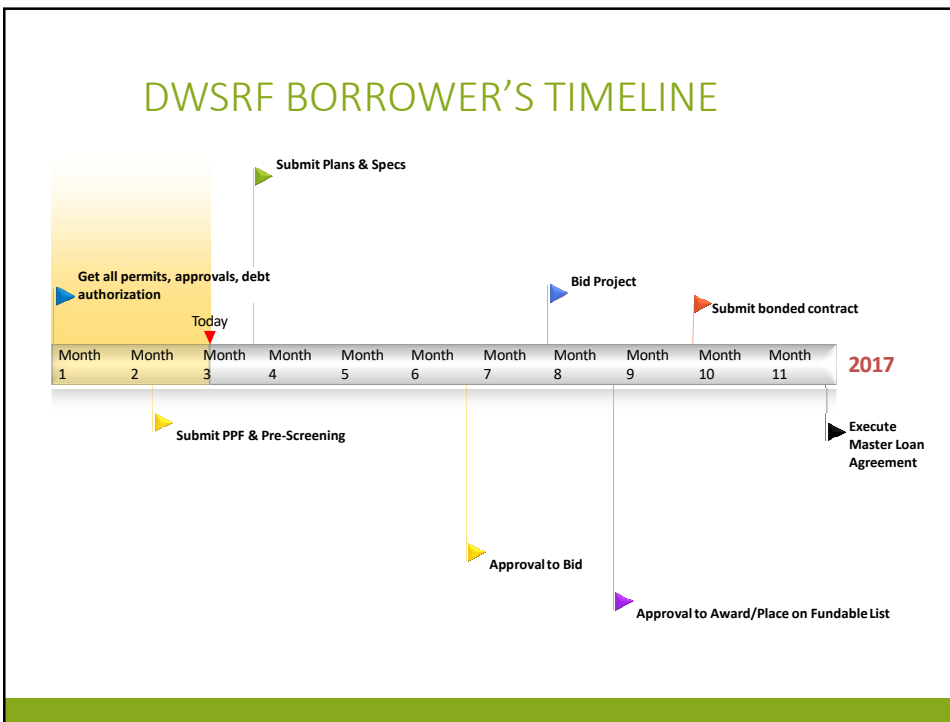 DWSRF BORROWER'S TIMELINE
Submit Plans & Specs
Get all permits, approvals, debt
authorization
Bid Project
Submit bonded contract
Today
Month Month Month Month Month Month Month Month Month Month Month
1 2 3 4 5 6 7 8 9 10 11
2017
Submit PPF & Pre-Screening
Execute
Master Loan
Agreement
Approval to Bid
Approval to Award/Place on Fundable List